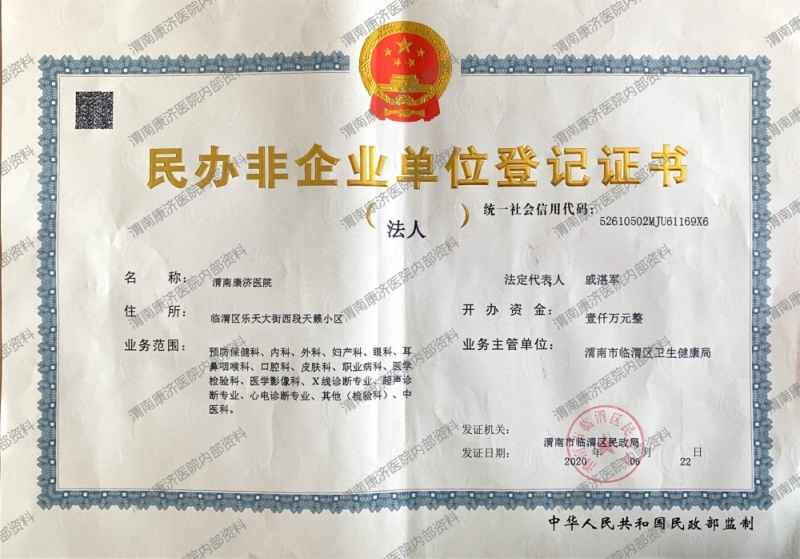 民办非企业单位登记证书
（法人）
统一社会信用代码：
52610502MJU61169X6
名称： 渭南康济医院
法定代表人 戚湛军
住所： 临渭区乐天大街西段天籁小区
开办资金： 壹仟万元整
业务范围： 预防保健科、内科、外科、妇产科、眼科、耳
鼻咽喉科、口腔科、皮肤科、职业病科、医学
检验科、医学影像科、X线诊断专业、超声诊
断专业、心电诊断专业、其他（检验科）、中
医科。
业务主管单位： 渭南市临渭区卫生健康局
发证机关： 渭南市临渭区民政局
发证日期： 2020 年 06 月 22 日
中华人民共和国民政部监制
渭南康济医院内部资料